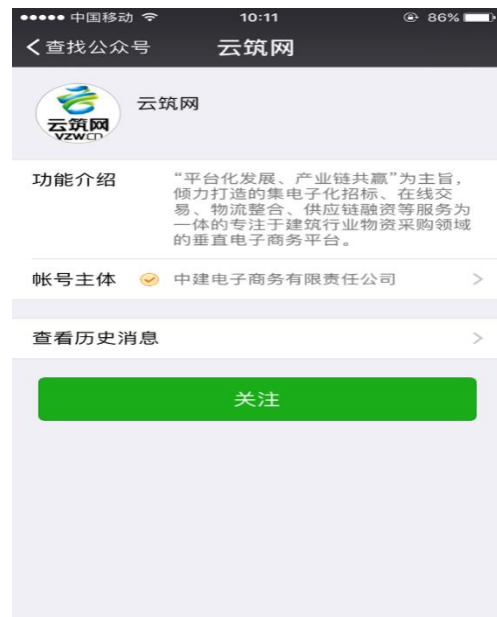 中国移动 10:11 86%
查找公众号 云筑网
云筑网
云筑网
YZWCN
功能介绍
“平台化发展、产业链共赢”为主旨，
倾力打造的集电子化招标、在线交
易、物流整合、供应链融资等服务为
一体的专注于建筑行业物资采购领域
的垂直电子商务平台。
帐号主体 中建电子商务有限责任公司
查看历史消息
关注